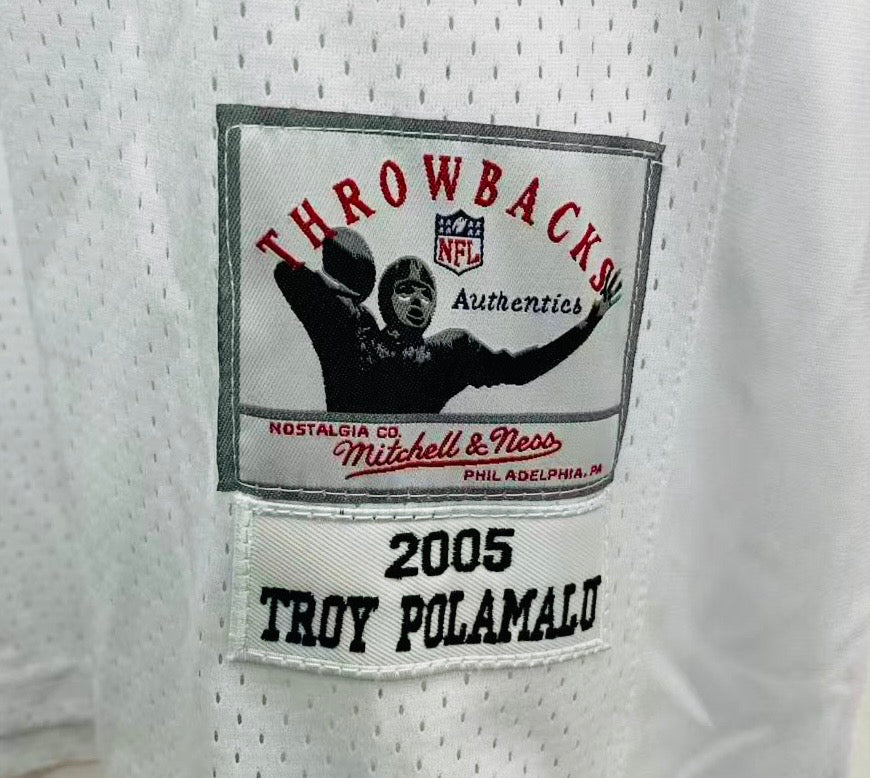 THROWBACKS
NFL
Authentics
NOSTALGIA CO.
Mitchell & Ness
PHILADELPHIA, PA
2005
TROY POLAMALU